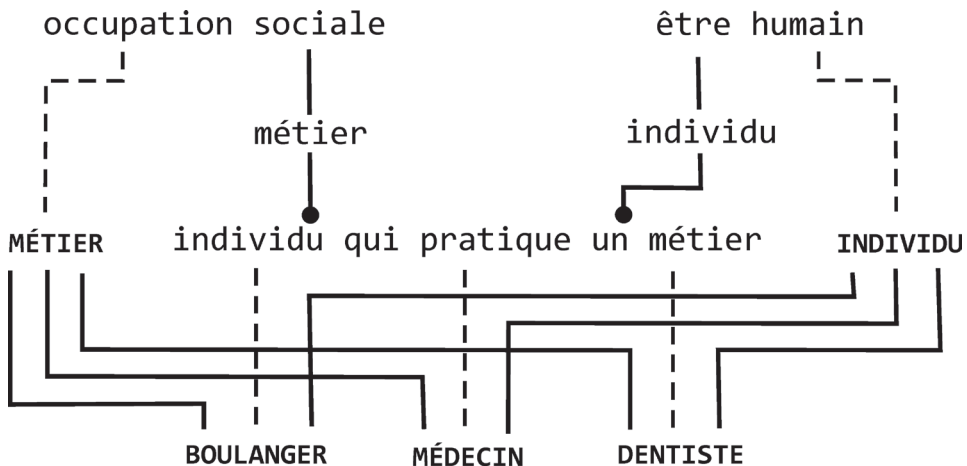 occupation sociale
être humain
métier
individu
MÉTIER
individu qui pratique un métier
INDIVIDU
BOULANGER
MÉDECIN
DENTISTE